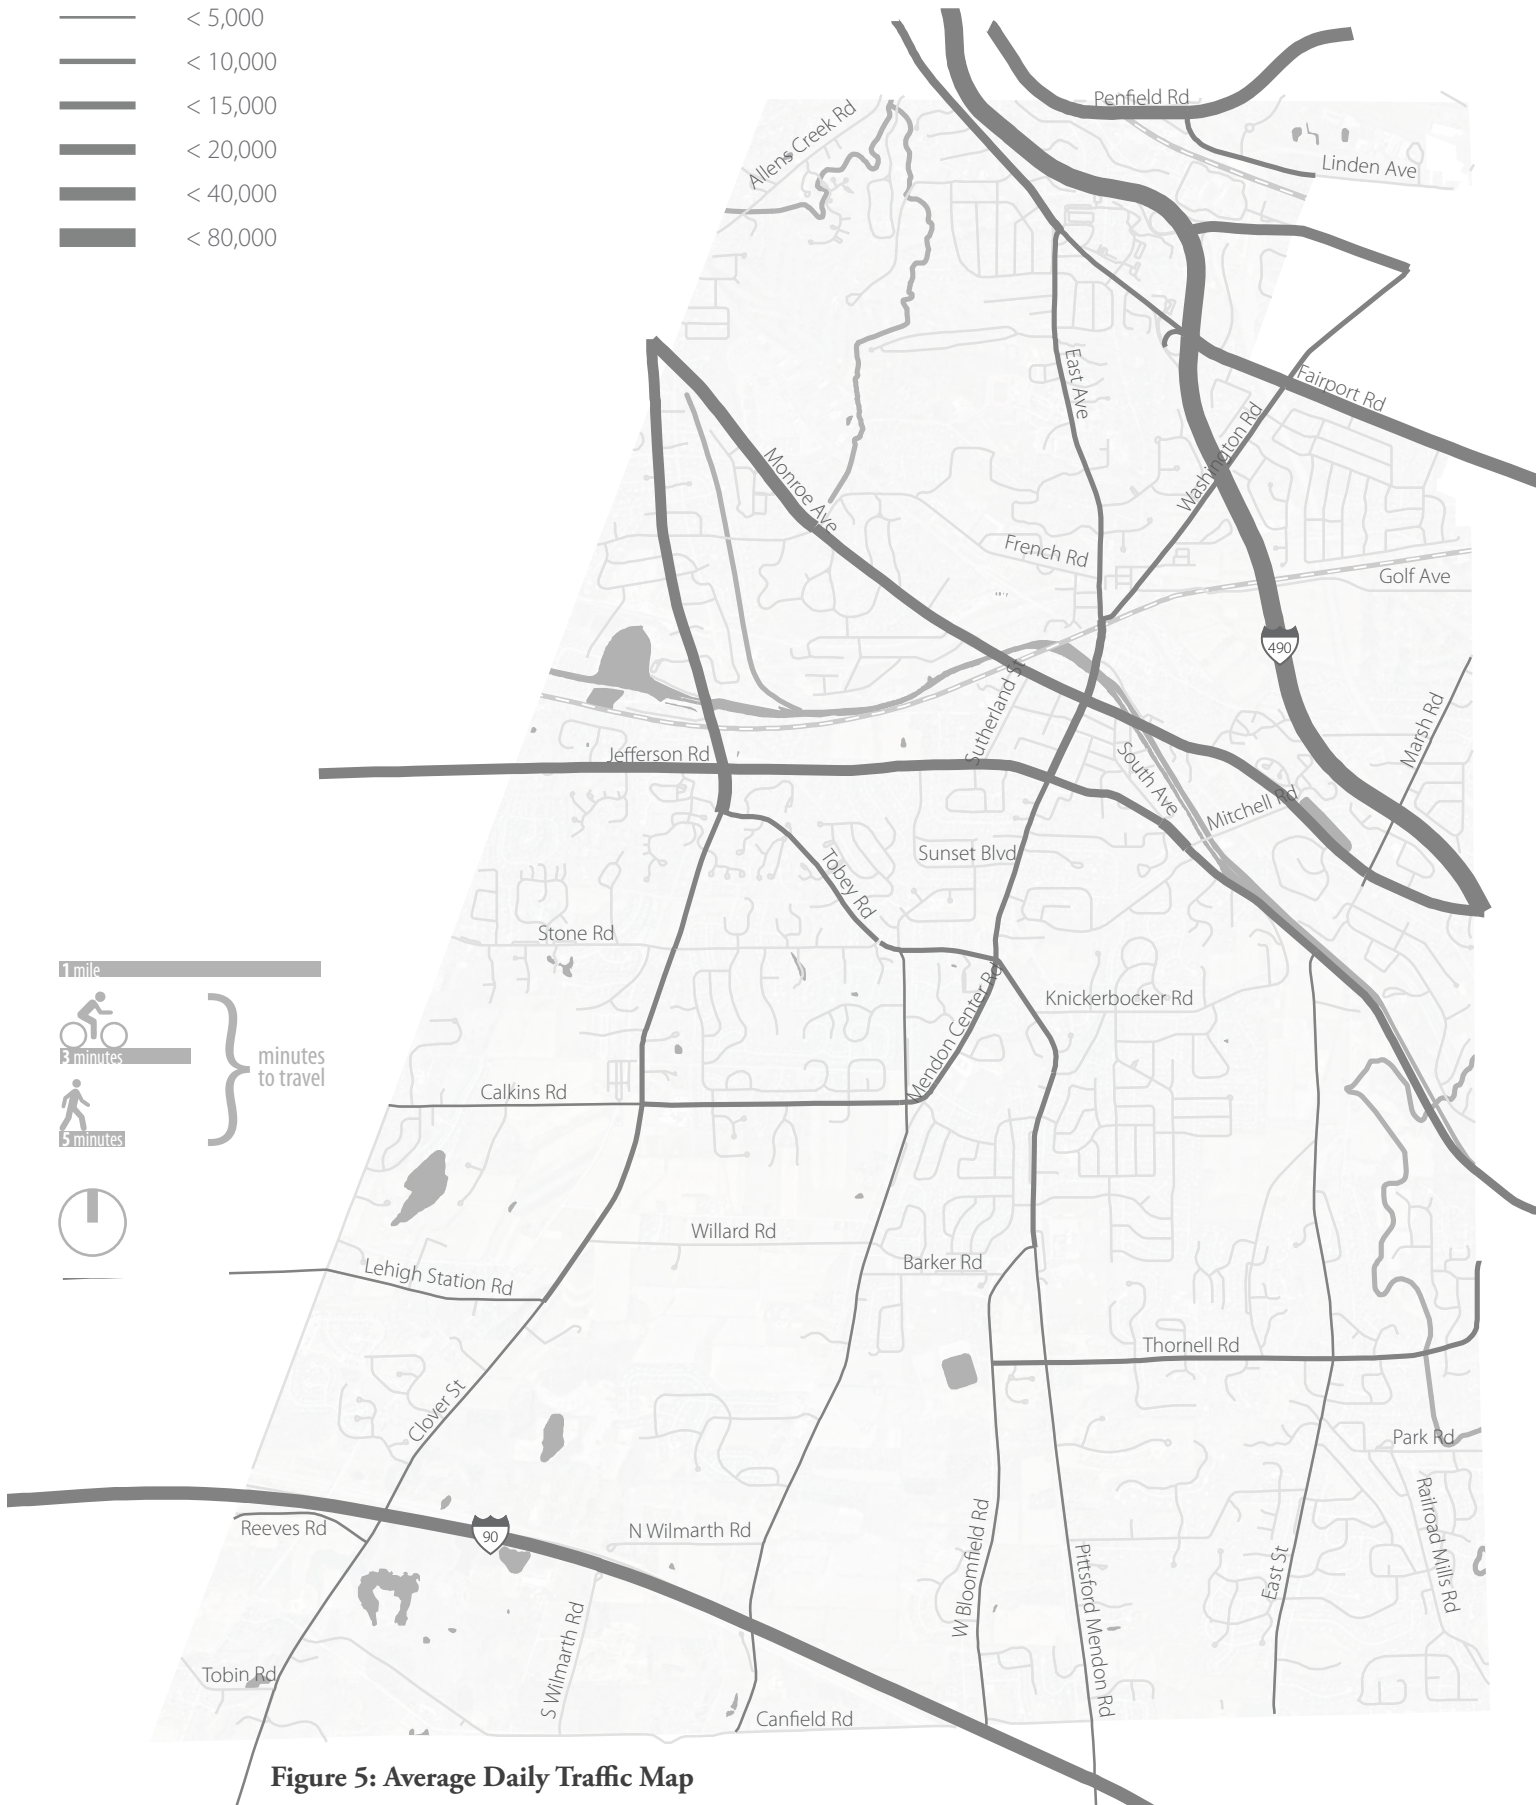 < 5,000
< 10,000
< 15,000
< 20,000
< 40,000
< 80,000
Penfield Rd
Allens Creek Rd
Linden Ave
East Ave
Fairport Rd
Washington Rd
Monroe Ave
French Rd
Golf Ave
490
Sutherland St
Marsh Rd
Jefferson Rd
South Ave
Mitchell Rd
Sunset Blvd
Tobey Rd
Stone Rd
1 mile
3 minutes
5 minutes
minutes
to travel
Knickerbocker Rd
Mendon Center Rd
Calkins Rd
Willard Rd
Barker Rd
Lehigh Station Rd
Thornell Rd
Clover St
Park Rd
Railroad Mills Rd
Reeves Rd
90
N Wilmarth Rd
W Bloomfield Rd
Pittsford Mendon Rd
East St
S Wilmarth Rd
Tobin Rd
Canfield Rd
Figure 5: Average Daily Traffic Map